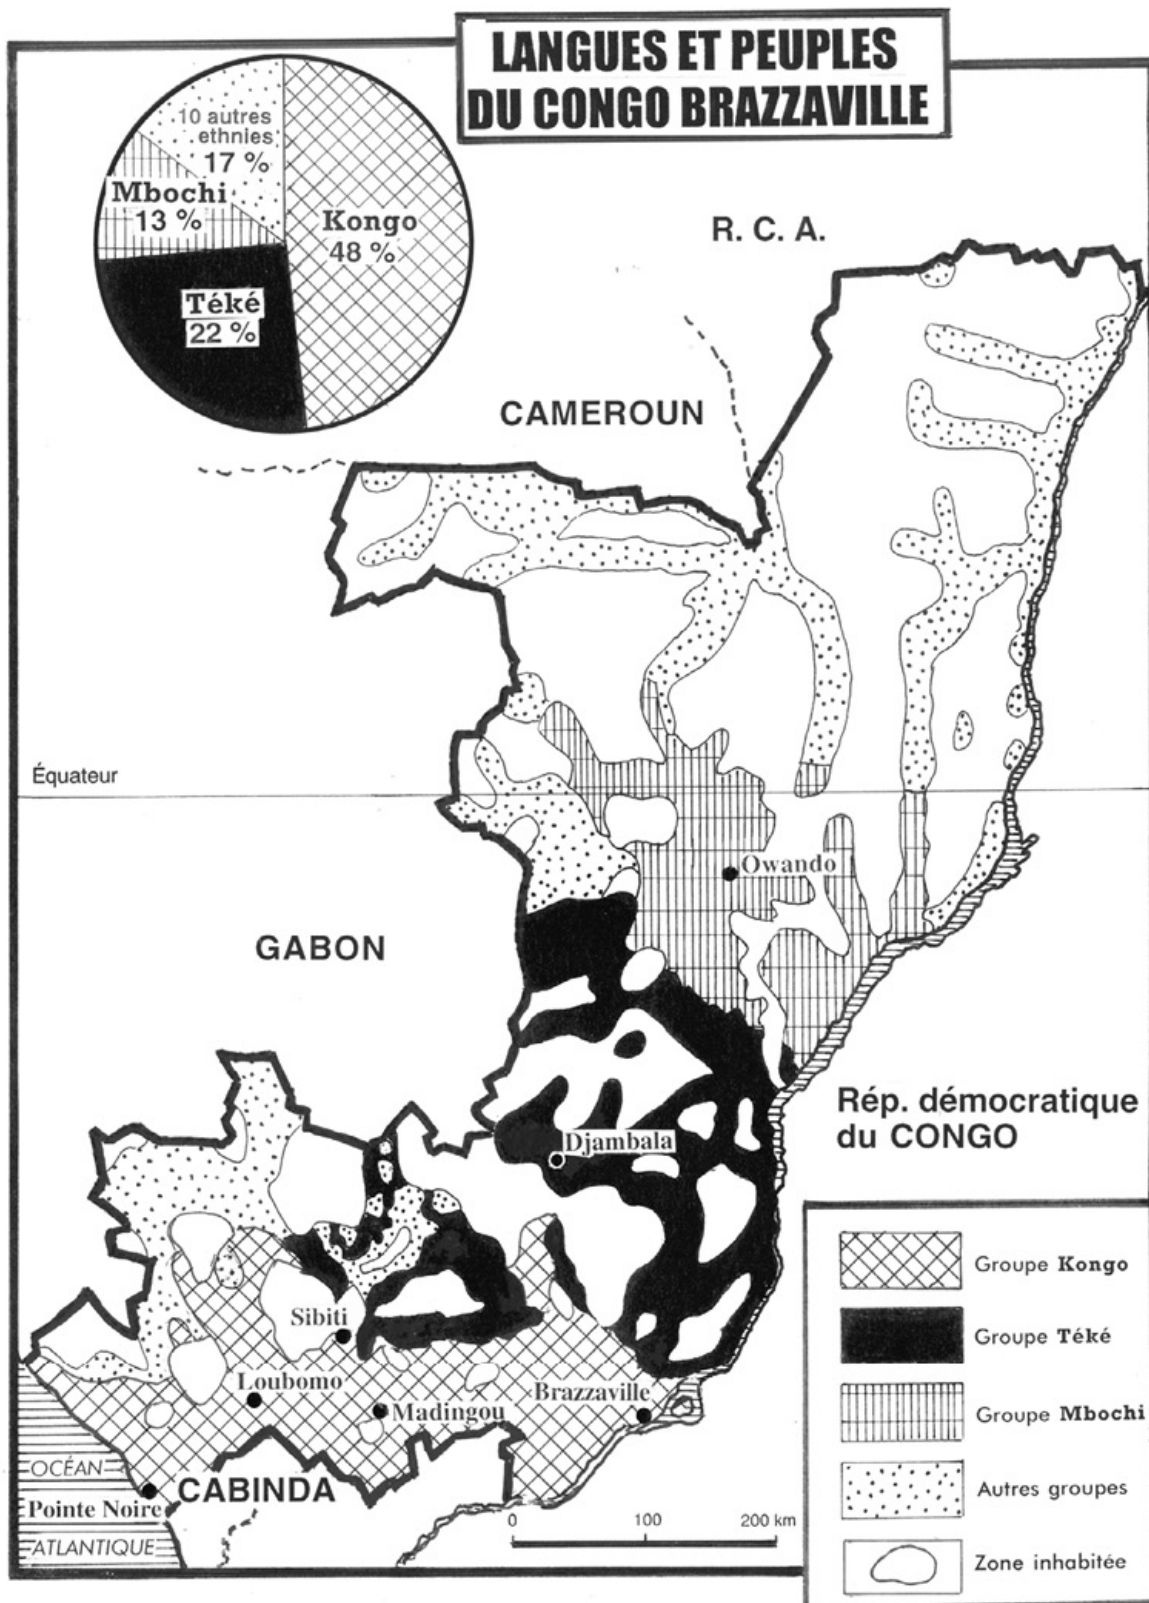 LANGUES ET PEUPLES
DU CONGO BRAZZAVILLE
10 autres
ethnies
17 %
Mbochi
13 %
Kongo
48 %
Téké
22 %
R. C. A.
CAMEROUN
Équateur
Owando
GABON
Rép. démocratique
du CONGO
Djambala
Sibiti
Loubomo
Madingou
Brazzaville
OCÉAN
CABINDA
Pointe Noire
ATLANTIQUE
0 100 200 km
Groupe Kongo
Groupe Téké
Groupe Mbochi
Autres groupes
Zone inhabitée